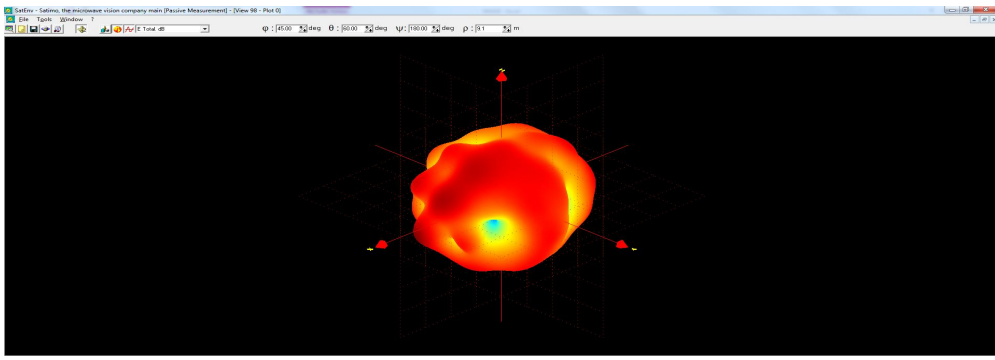 SatEnv - Satimo, the microwave vision company main [Passive Measurement] - [View 98 - Plot 0]
File Tools Window ?
E Total dB φ : 45.00 deg θ : 60.00 deg ψ: 180.00 deg ρ : 9.1 m